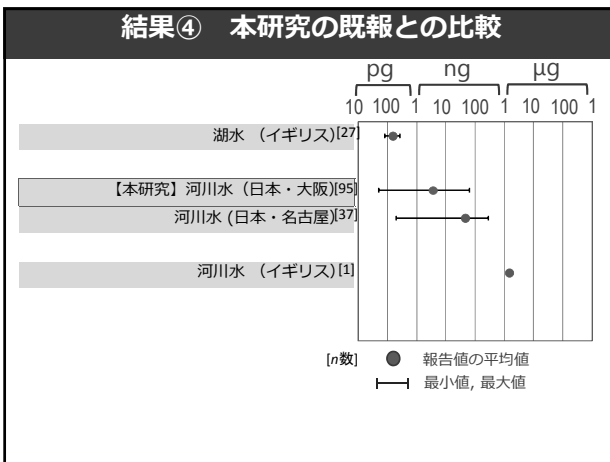 結果④　本研究の既報との比較
pg ng µg
10 100 1 10 100 1 10 100 1
湖水 （イギリス）[27]
【本研究】河川水（日本・大阪）[95]
河川水 (日本・名古屋)[37]
河川水 （イギリス）[1]
[n数] 報告値の平均値
最小値, 最大値